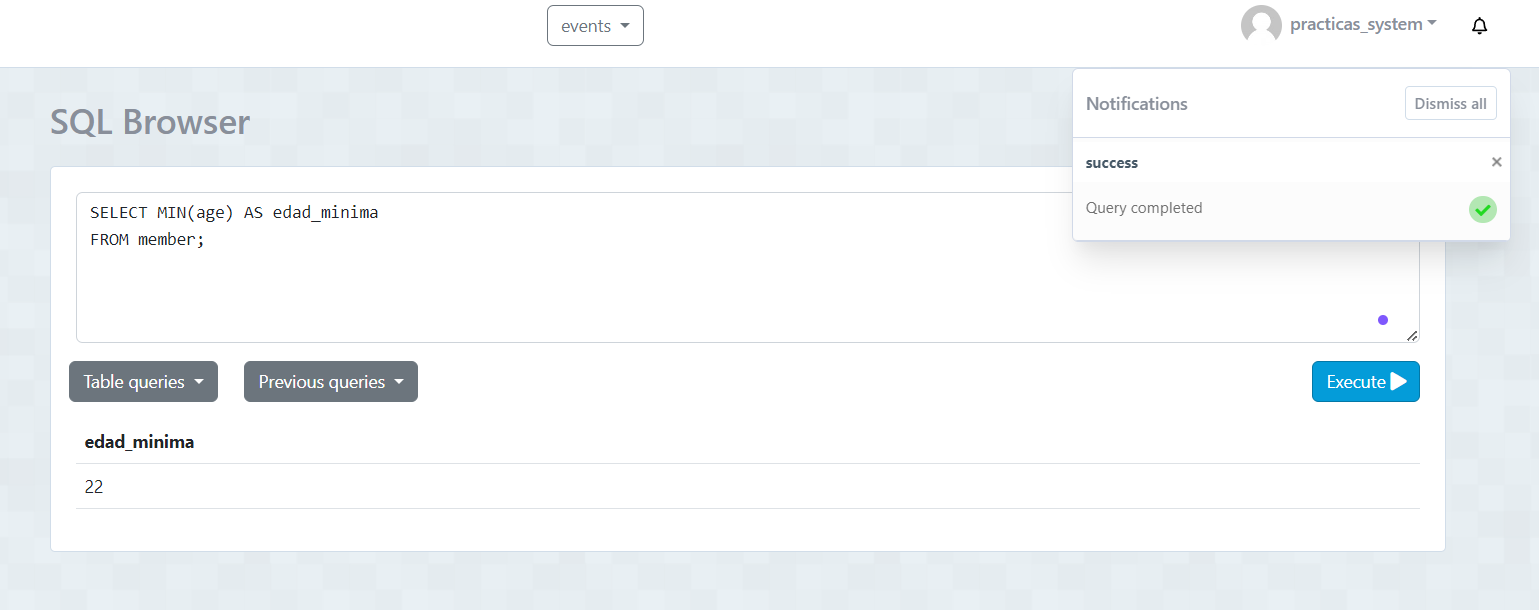 events
practicas_system
Notifications
Dismiss all
success
×
Query completed
SQL Browser
SELECT MIN(age) AS edad_minima
FROM member;
Table queries
Previous queries
Execute
edad_minima
22